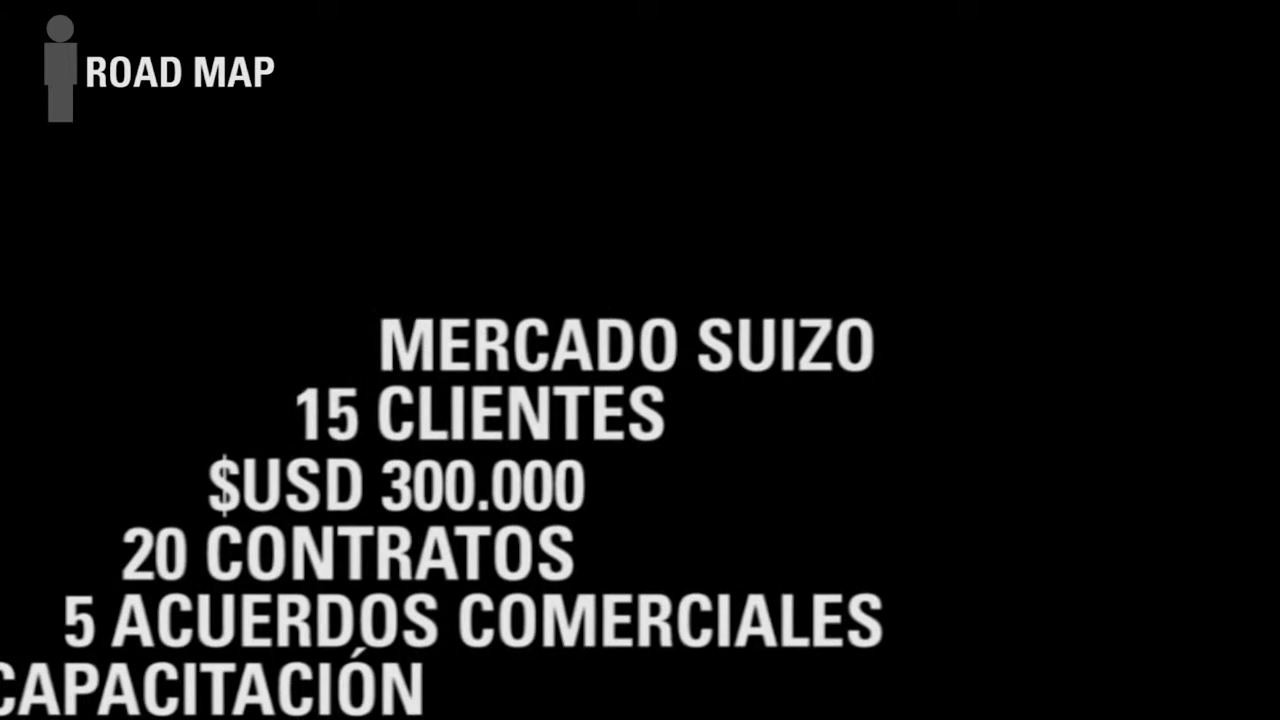 ROAD MAP
MERCADO SUIZO
15 CLIENTES
$USD 300.000
20 CONTRATOS
5 ACUERDOS COMERCIALES
CAPACITACIÓN